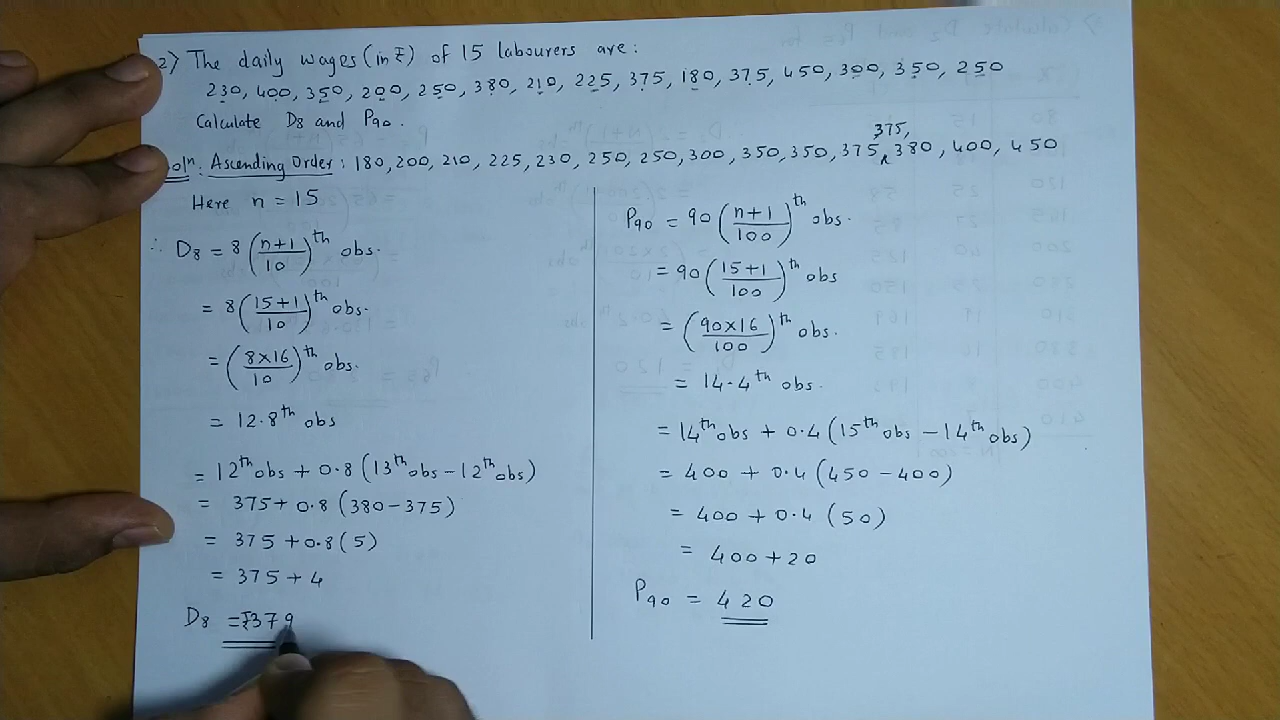 2) The daily wages (in ₹) of 15 labourers are:
230, 400, 350, 200, 250, 380, 210, 225, 375, 180, 375, 450, 300, 350, 250
Calculate D8 and P90.
375,
olⁿ: Ascending Order: 180, 200, 210, 225, 230, 250, 250, 300, 350, 350, 375, 380, 400, 450
Here n = 15
∴ D8 = 8 (n+1/10)th obs.
= 8 (15+1/10)th obs.
= (8×16/10)th obs.
= 12.8th obs
= 12th obs + 0.8 (13th obs – 12th obs)
= 375 + 0.8 (380–375)
= 375 + 0.8(5)
= 375 + 4
D8 = ₹379
P90 = 90 (n+1/100)th obs.
= 90 (15+1/100)th obs
= (90×16/100)th obs.
= 14.4th obs.
= 14th obs + 0.4 (15th obs – 14th obs)
= 400 + 0.4 (450 – 400)
= 400 + 0.4 (50)
= 400 + 20
P90 = 420